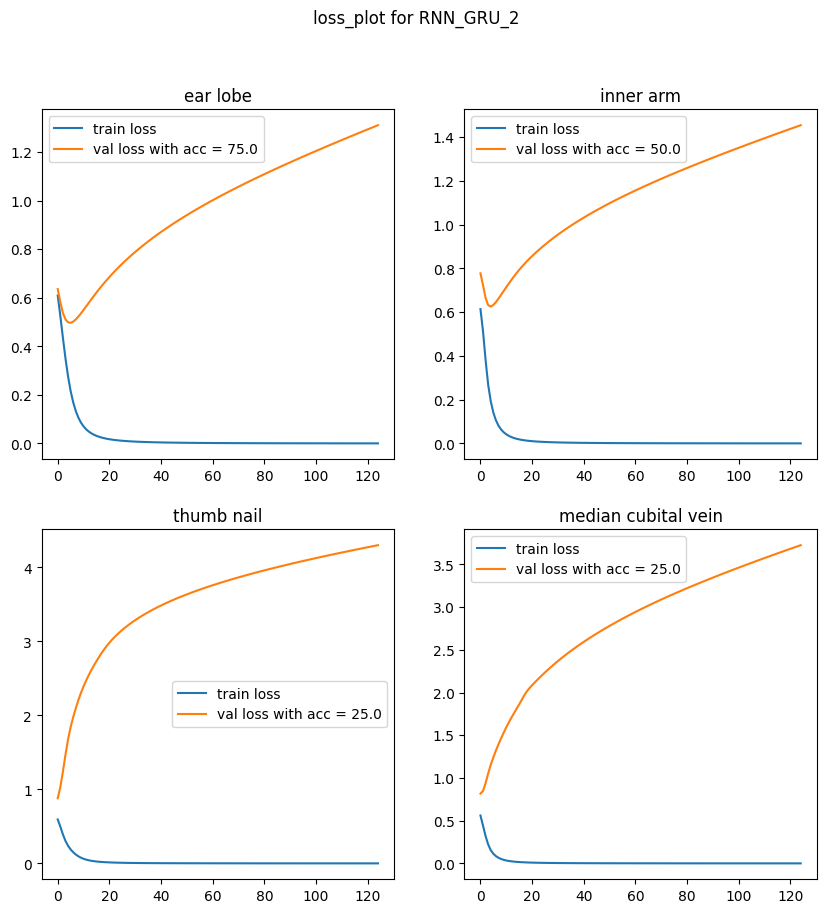 loss_plot for RNN_GRU_2
ear lobe
train loss
val loss with acc = 75.0
1.2
1.0
0.8
0.6
0.4
0.2
0.0
0 20 40 60 80 100 120
inner arm
train loss
val loss with acc = 50.0
1.4
1.2
1.0
0.8
0.6
0.4
0.2
0.0
0 20 40 60 80 100 120
thumb nail
train loss
val loss with acc = 25.0
4
3
2
1
0
0 20 40 60 80 100 120
median cubital vein
train loss
val loss with acc = 25.0
3.5
3.0
2.5
2.0
1.5
1.0
0.5
0.0
0 20 40 60 80 100 120